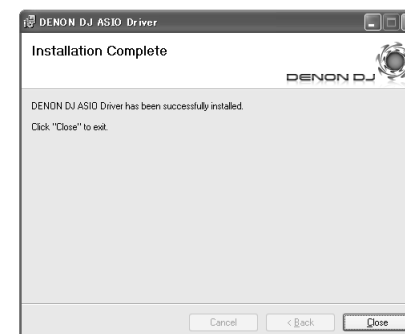 DENON DJ ASIO Driver
Installation Complete
DENON DJ
DENON DJ ASIO Driver has been successfully installed.
Click "Close" to exit.
Cancel
< Back
Close